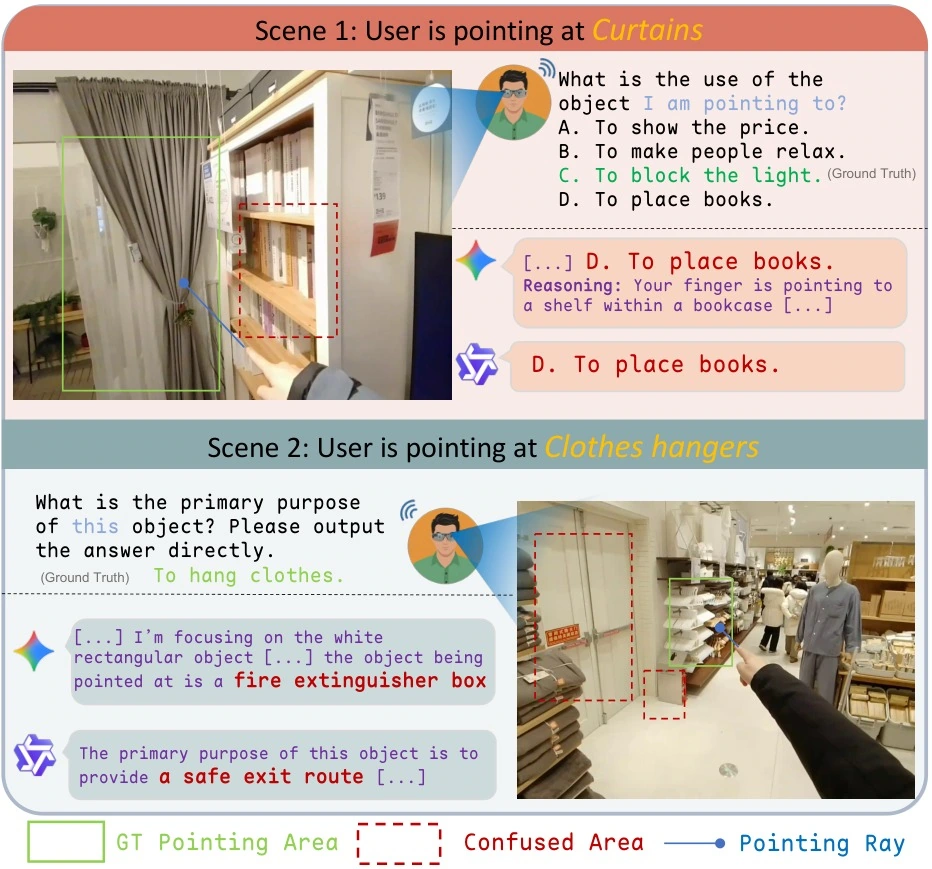 Scene 1: User is pointing at Curtains
What is the use of the
object I am pointing to?
A. To show the price.
B. To make people relax.
C. To block the light. (Ground Truth)
D. To place books.
[...] D. To place books.
Reasoning: Your finger is pointing to
a shelf within a bookcase [...]
D. To place books.
Scene 2: User is pointing at Clothes hangers
What is the primary purpose
of this object? Please output
the answer directly.
(Ground Truth) To hang clothes.
[...] I'm focusing on the white
rectangular object [...] the object being
pointed at is a fire extinguisher box
The primary purpose of this object is to
provide a safe exit route [...]
GT Pointing Area
Confused Area
Pointing Ray